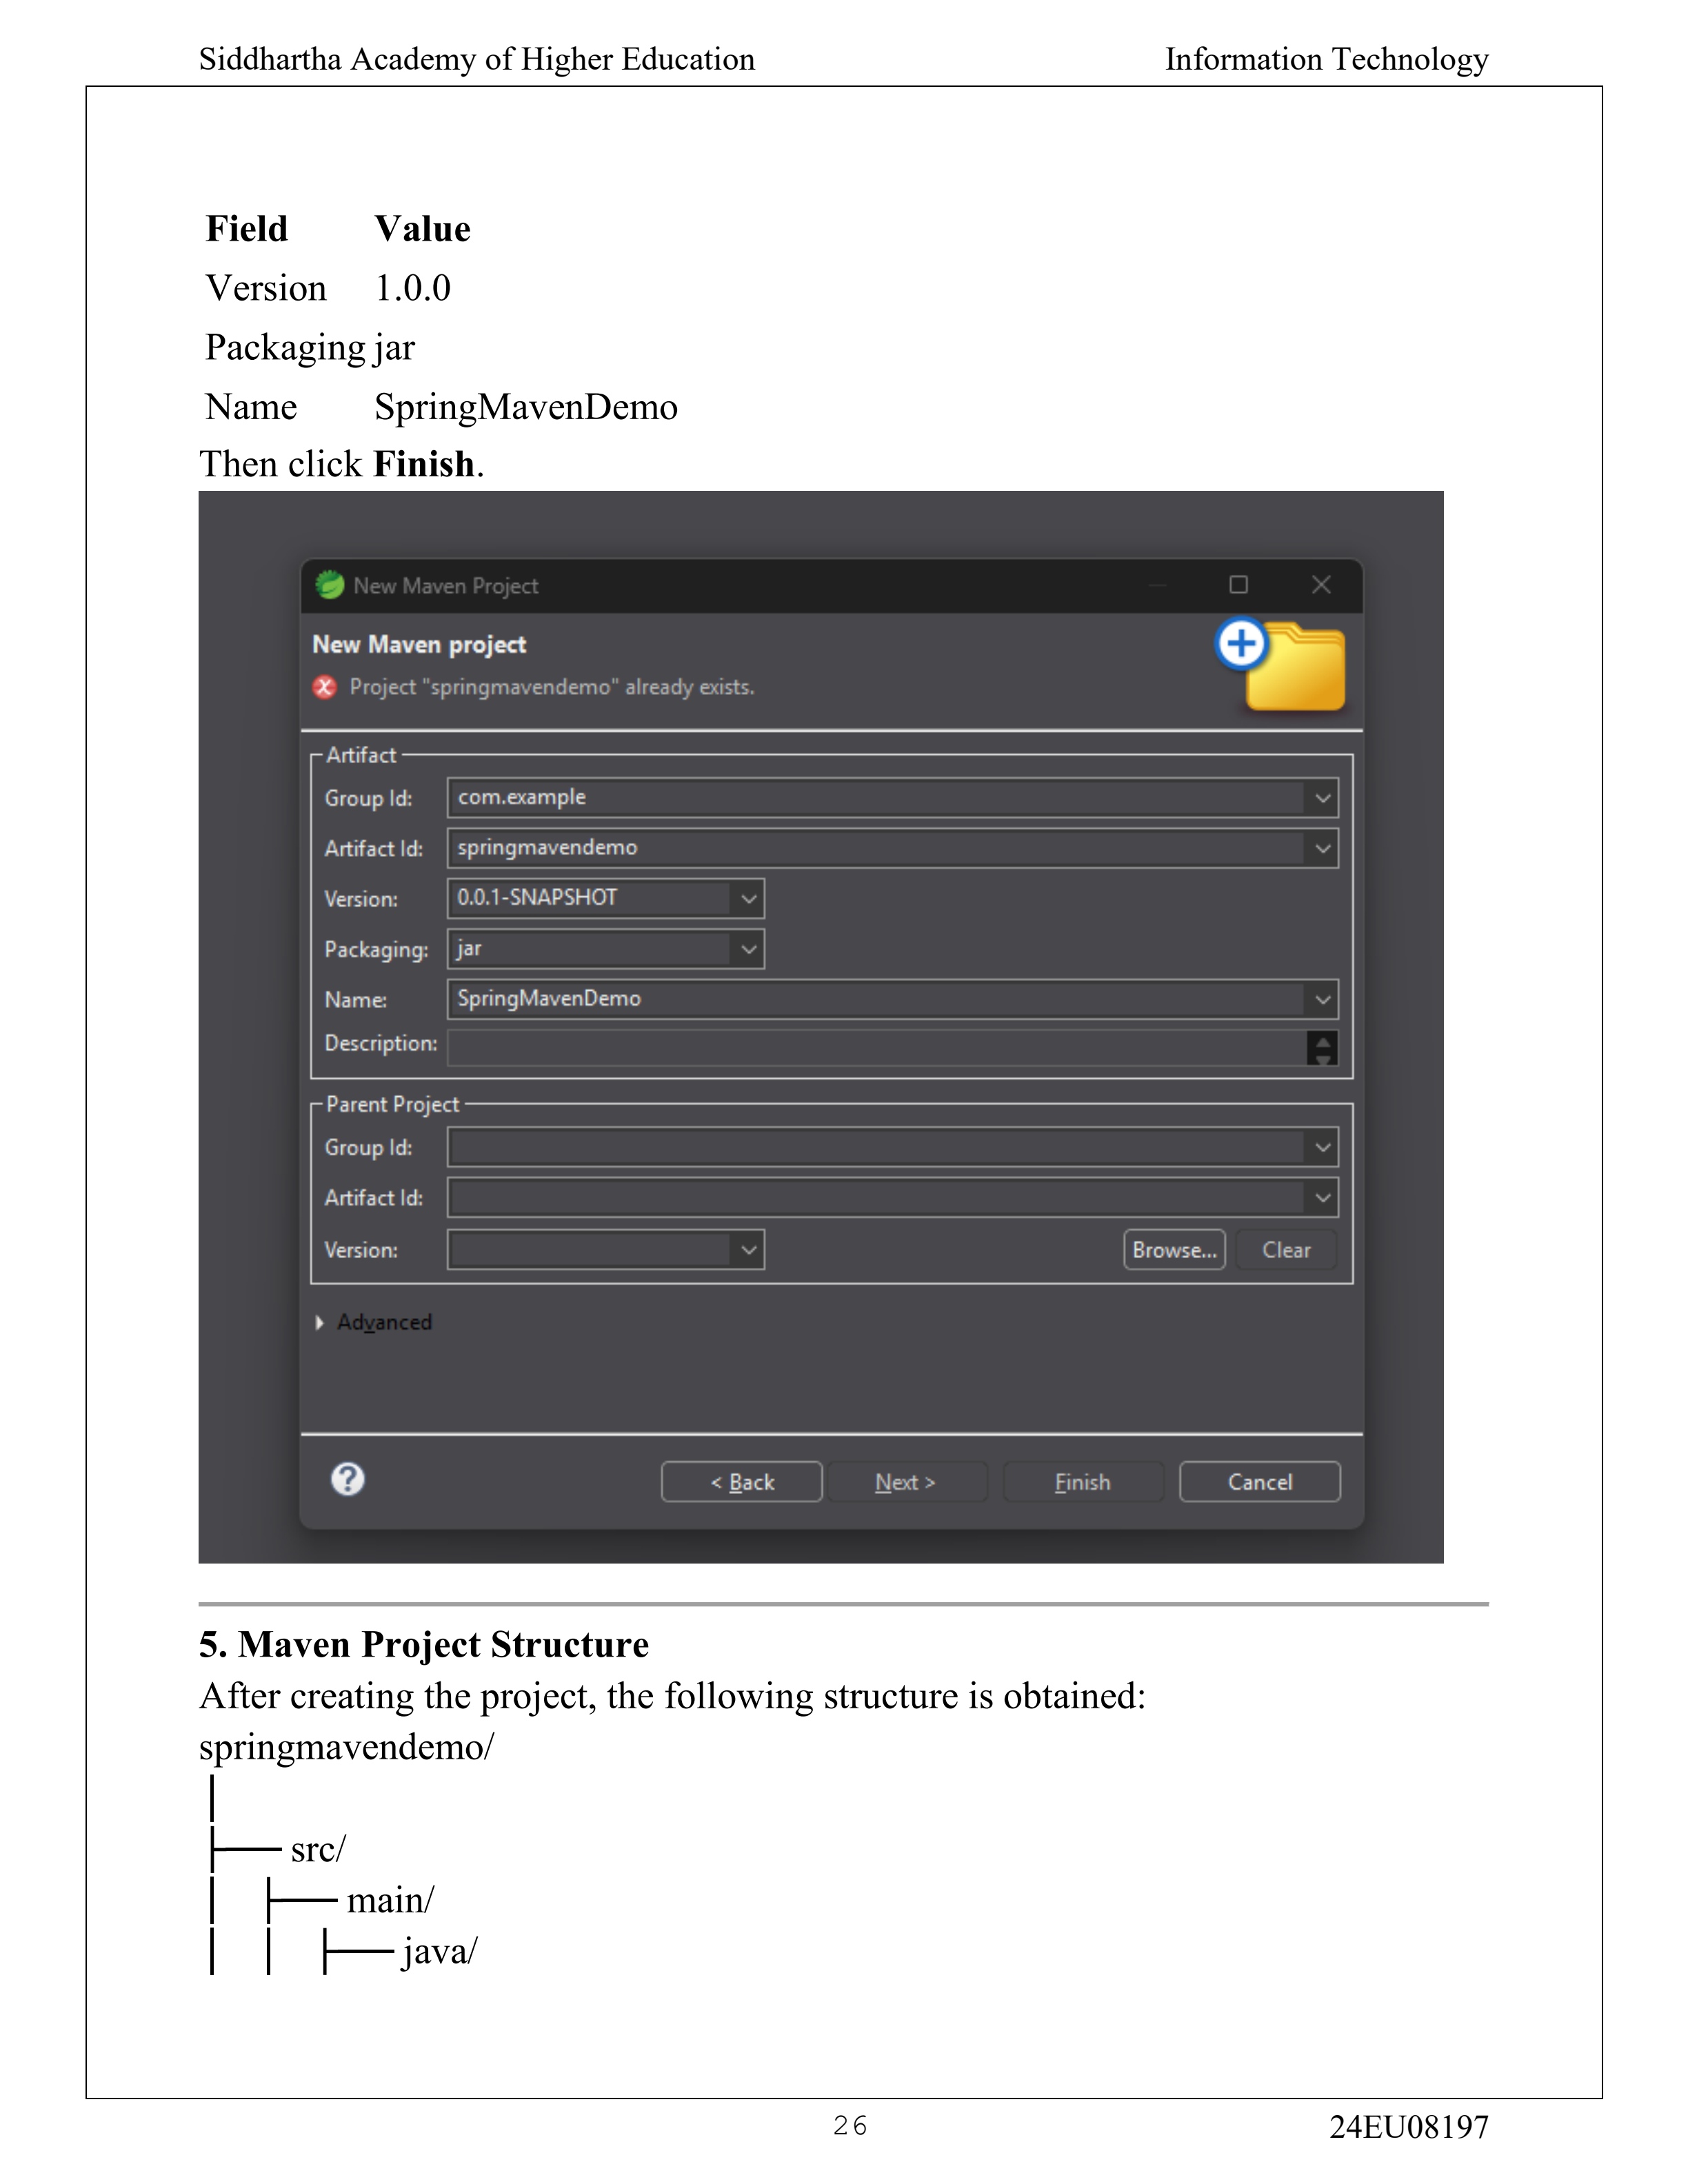 Siddhartha Academy of Higher Education Information Technology
Field Value
Version 1.0.0
Packaging jar
Name SpringMavenDemo
Then click Finish.
New Maven Project
New Maven project
Project "springmavendemo" already exists.
Artifact
Group Id: com.example
Artifact Id: springmavendemo
Version: 0.0.1-SNAPSHOT
Packaging: jar
Name: SpringMavenDemo
Description:
Parent Project
Group Id:
Artifact Id:
Version: Browse... Clear
Advanced
? < Back Next > Finish Cancel
5. Maven Project Structure
After creating the project, the following structure is obtained:
springmavendemo/
│
├── src/
│ ├── main/
│ │ ├── java/
26 24EU08197